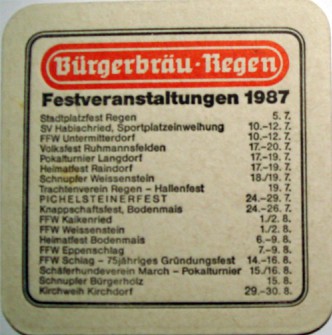 Bürgerbräu-Regen
Festveranstaltungen 1987
Stadtplatzfest Regen 5. 7.
SV Habischried, Sportplatzeinweihung 10.–12. 7.
FFW Untermitterdorf 10.–12. 7.
Volksfest Ruhmannsfelden 17.–20. 7.
Pokalturnier Langdorf 17.–19. 7.
Heimatfest Raindorf 17.–19. 7.
Schnupfer Weissenstein 18./19. 7.
Trachtenverein Regen – Hallenfest 19. 7.
PICHELSTEINERFEST 24.–29. 7.
Knappschaftsfest, Bodenmais 24.–26. 7.
FFW Kaikenried 1./2. 8.
FFW Weissenstein 1./2. 8.
Heimatfest Bodenmais 6.–9. 8.
FFW Eppenschlag 7.–9. 8.
FFW Schlag – 75jähriges Gründungsfest 14.–16. 8.
Schäferhundeverein March – Pokalturnier 15./16. 8.
Schnupfer Bürgerholz 15. 8.
Kirchweih Kirchdorf 29.–30. 8.